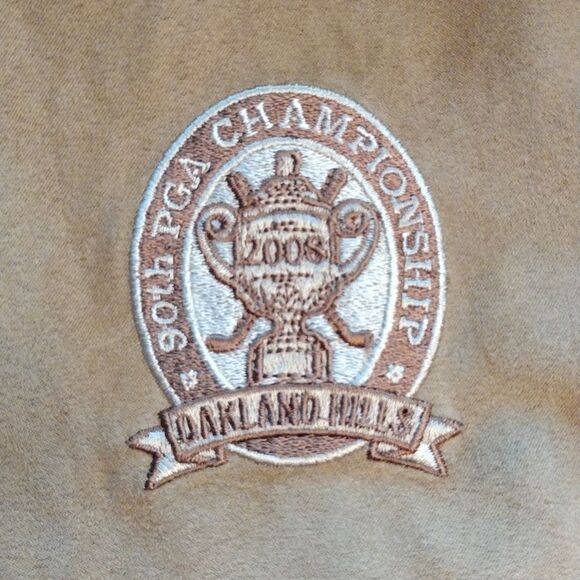 90th PGA CHAMPIONSHIP
2008
OAKLAND HILLS